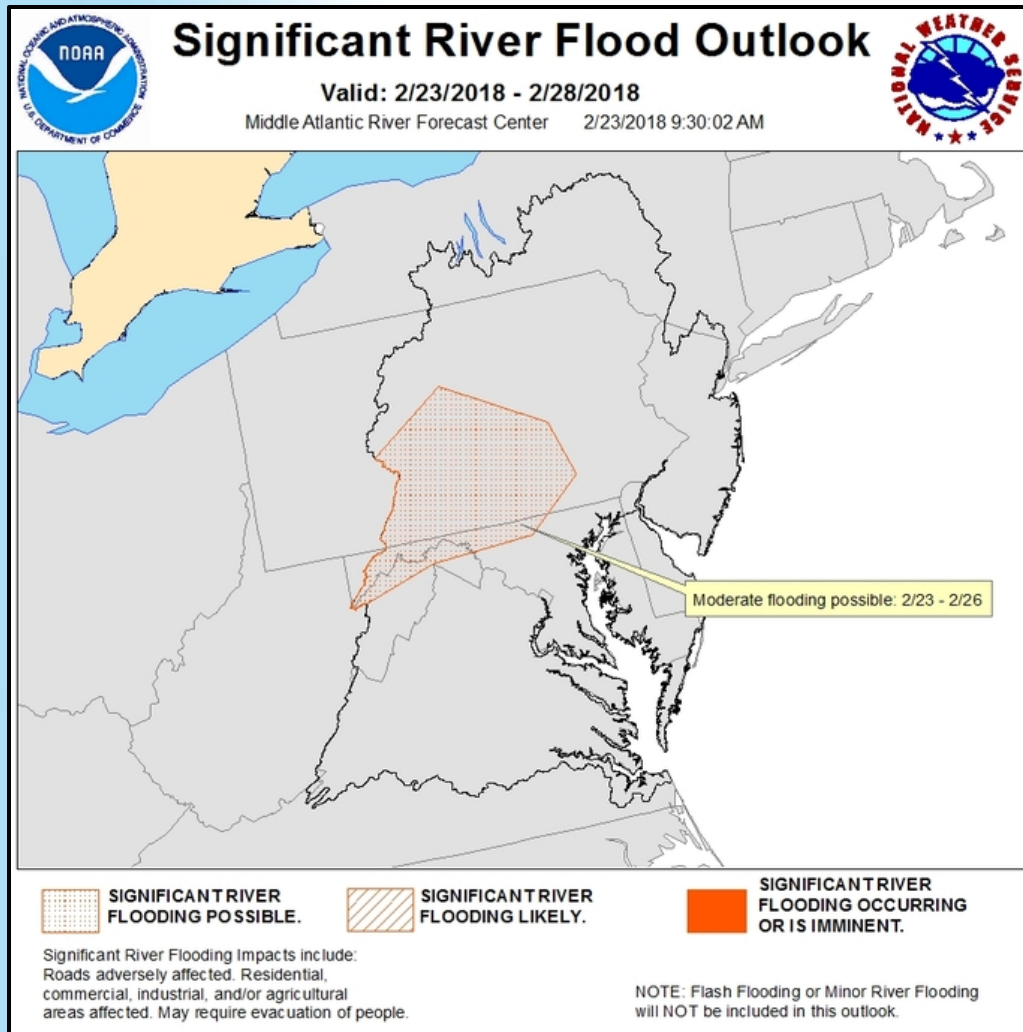 NATIONAL OCEANIC AND ATMOSPHERIC ADMINISTRATION
NOAA
U.S. DEPARTMENT OF COMMERCE
Significant River Flood Outlook
Valid: 2/23/2018 - 2/28/2018
Middle Atlantic River Forecast Center 2/23/2018 9:30:02 AM
NATIONAL WEATHER SERVICE
Moderate flooding possible: 2/23 - 2/26
SIGNIFICANT RIVER
FLOODING POSSIBLE.
SIGNIFICANT RIVER
FLOODING LIKELY.
SIGNIFICANT RIVER
FLOODING OCCURRING
OR IS IMMINENT.
Significant River Flooding Impacts include:
Roads adversely affected. Residential,
commercial, industrial, and/or agricultural
areas affected. May require evacuation of people.
NOTE: Flash Flooding or Minor River Flooding
will NOT be included in this outlook.